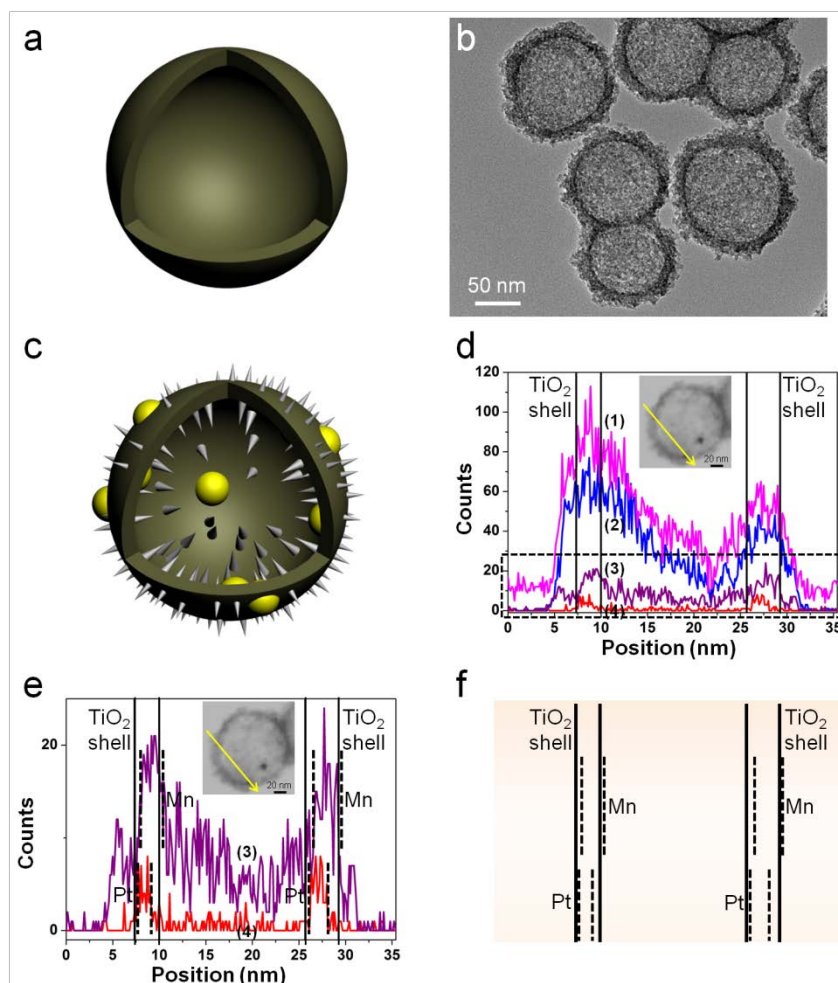 a
b
50 nm
c
d
120
100
80
60
40
20
0
Counts
TiO2
shell
(1)
(2)
(3)
(4)
20 nm
TiO2
shell
0 5 10 15 20 25 30 35
Position (nm)
e
20
10
0
Counts
TiO2
shell
Mn
Pt
20 nm
(3)
(4)
TiO2
shell
Mn
Pt
0 5 10 15 20 25 30 35
Position (nm)
f
TiO2
shell
TiO2
shell
Mn
Mn
Pt
Pt